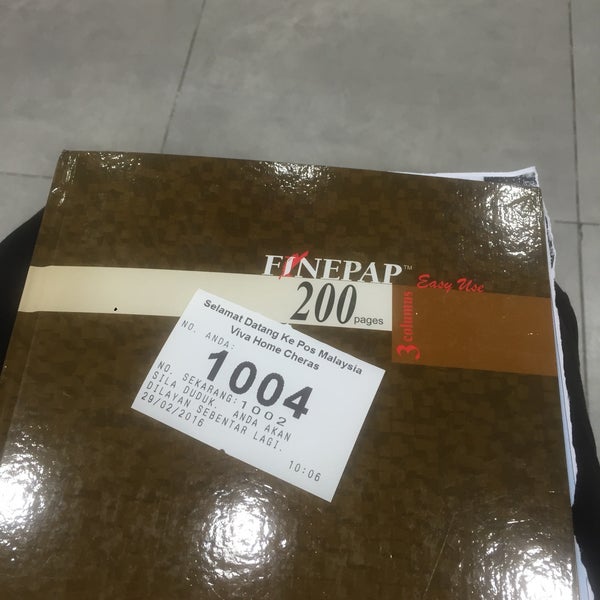 FINEPAP™
Easy Use
200 pages
3 columns
Selamat Datang Ke Pos Malaysia
Viva Home Cheras
NO. ANDA:
1004
NO. SEKARANG:1002
SILA DUDUK. ANDA AKAN
DILAYAN SEBENTAR LAGI.
29/02/2016
10:06